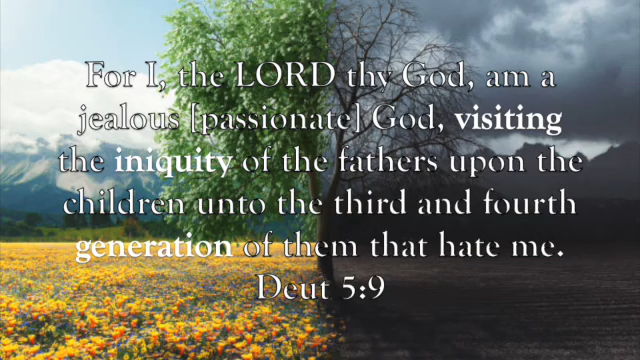 For I, the LORD thy God, am a
jealous [passionate] God, visiting
the iniquity of the fathers upon the
children unto the third and fourth
generation of them that hate me.
Deut 5:9